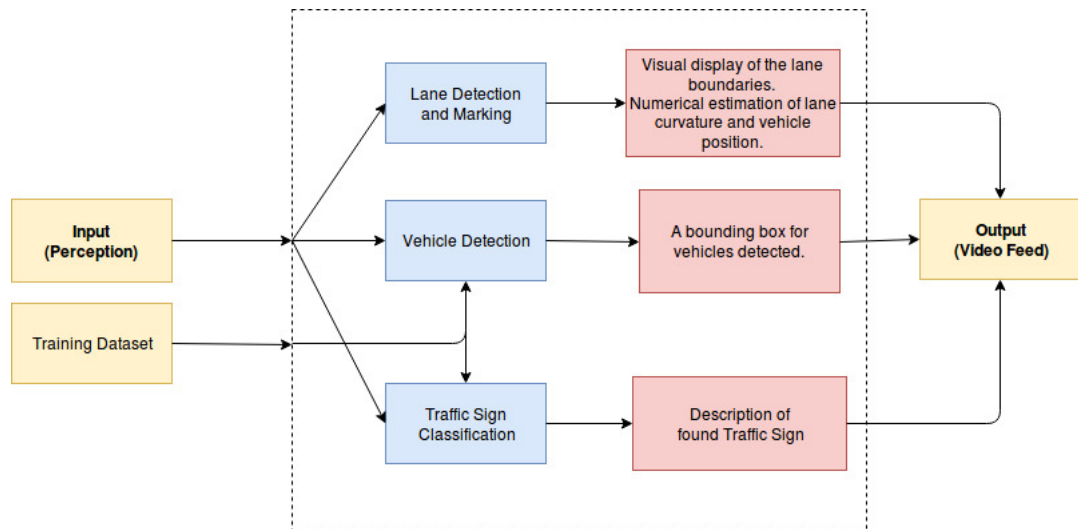 Input
(Perception)
Training Dataset
Lane Detection
and Marking
Vehicle Detection
Traffic Sign
Classification
Visual display of the lane
boundaries.
Numerical estimation of lane
curvature and vehicle
position.
A bounding box for
vehicles detected.
Description of
found Traffic Sign
Output
(Video Feed)